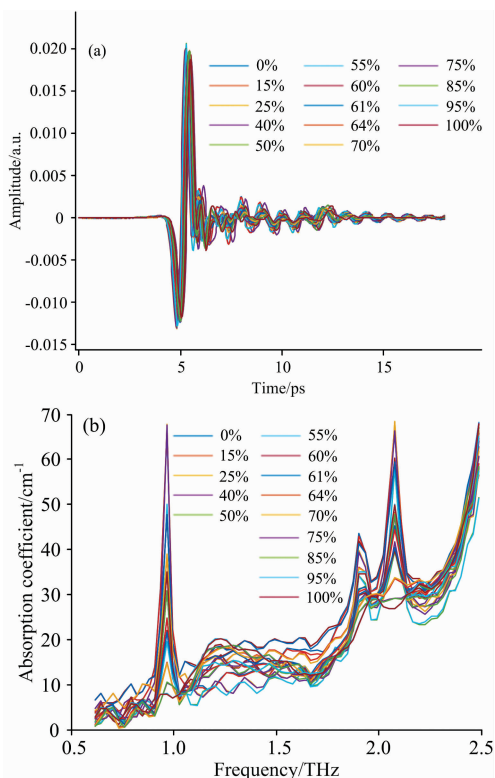 (a)
0% 55% 75%
15% 60% 85%
25% 61% 95%
40% 64% 100%
50% 70%
0.020
0.015
0.010
0.005
0
-0.005
-0.010
-0.015
Amplitude/a.u.
0 5 10 15
Time/ps
(b)
0% 55%
15% 60%
25% 61%
40% 64%
50% 70%
75%
85%
95%
100%
70
60
50
40
30
20
10
0
Absorption coefficient/cm-1
0.5 1.0 1.5 2.0 2.5
Frequency/THz